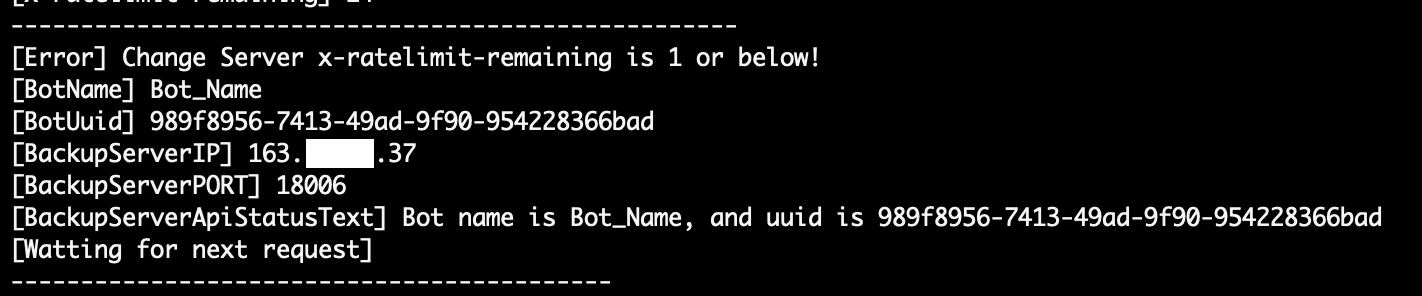 ------------------------------------------------------
[Error] Change Server x-ratelimit-remaining is 1 or below!
[BotName] Bot_Name
[BotUuid] 989f8956-7413-49ad-9f90-954228366bad
[BackupServerIP] 163. .37
[BackupServerPORT] 18006
[BackupServerApiStatusText] Bot name is Bot_Name, and uuid is 989f8956-7413-49ad-9f90-954228366bad
[Watting for next request]
---------------------------------------------